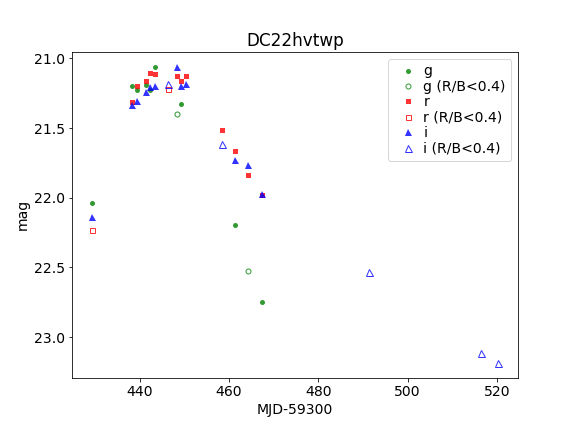 DC22hvtwp
21.0
21.5
22.0
22.5
23.0
mag
g
g (R/B<0.4)
r
r (R/B<0.4)
i
i (R/B<0.4)
440 460 480 500 520
MJD-59300